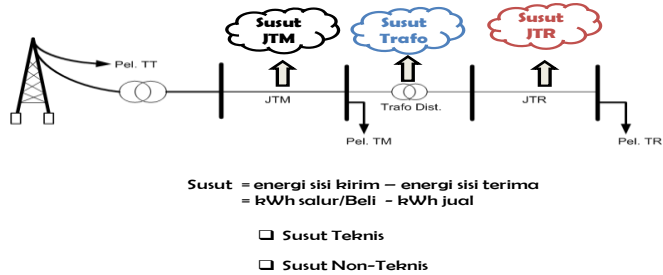 Susut
JTM
Susut
Trafo
Susut
JTR
Pel. TT
JTM
Trafo Dist.
JTR
Pel. TM
Pel. TR
Susut = energi sisi kirim – energi sisi terima
= kWh salur/Beli - kWh jual
Susut Teknis
Susut Non-Teknis